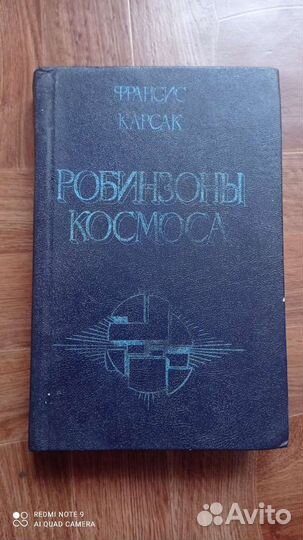 ФРАНСИС
КАРСАК
РОБИНЗОНЫ
КОСМОСА
REDMI NOTE 9
AI QUAD CAMERA
Avito